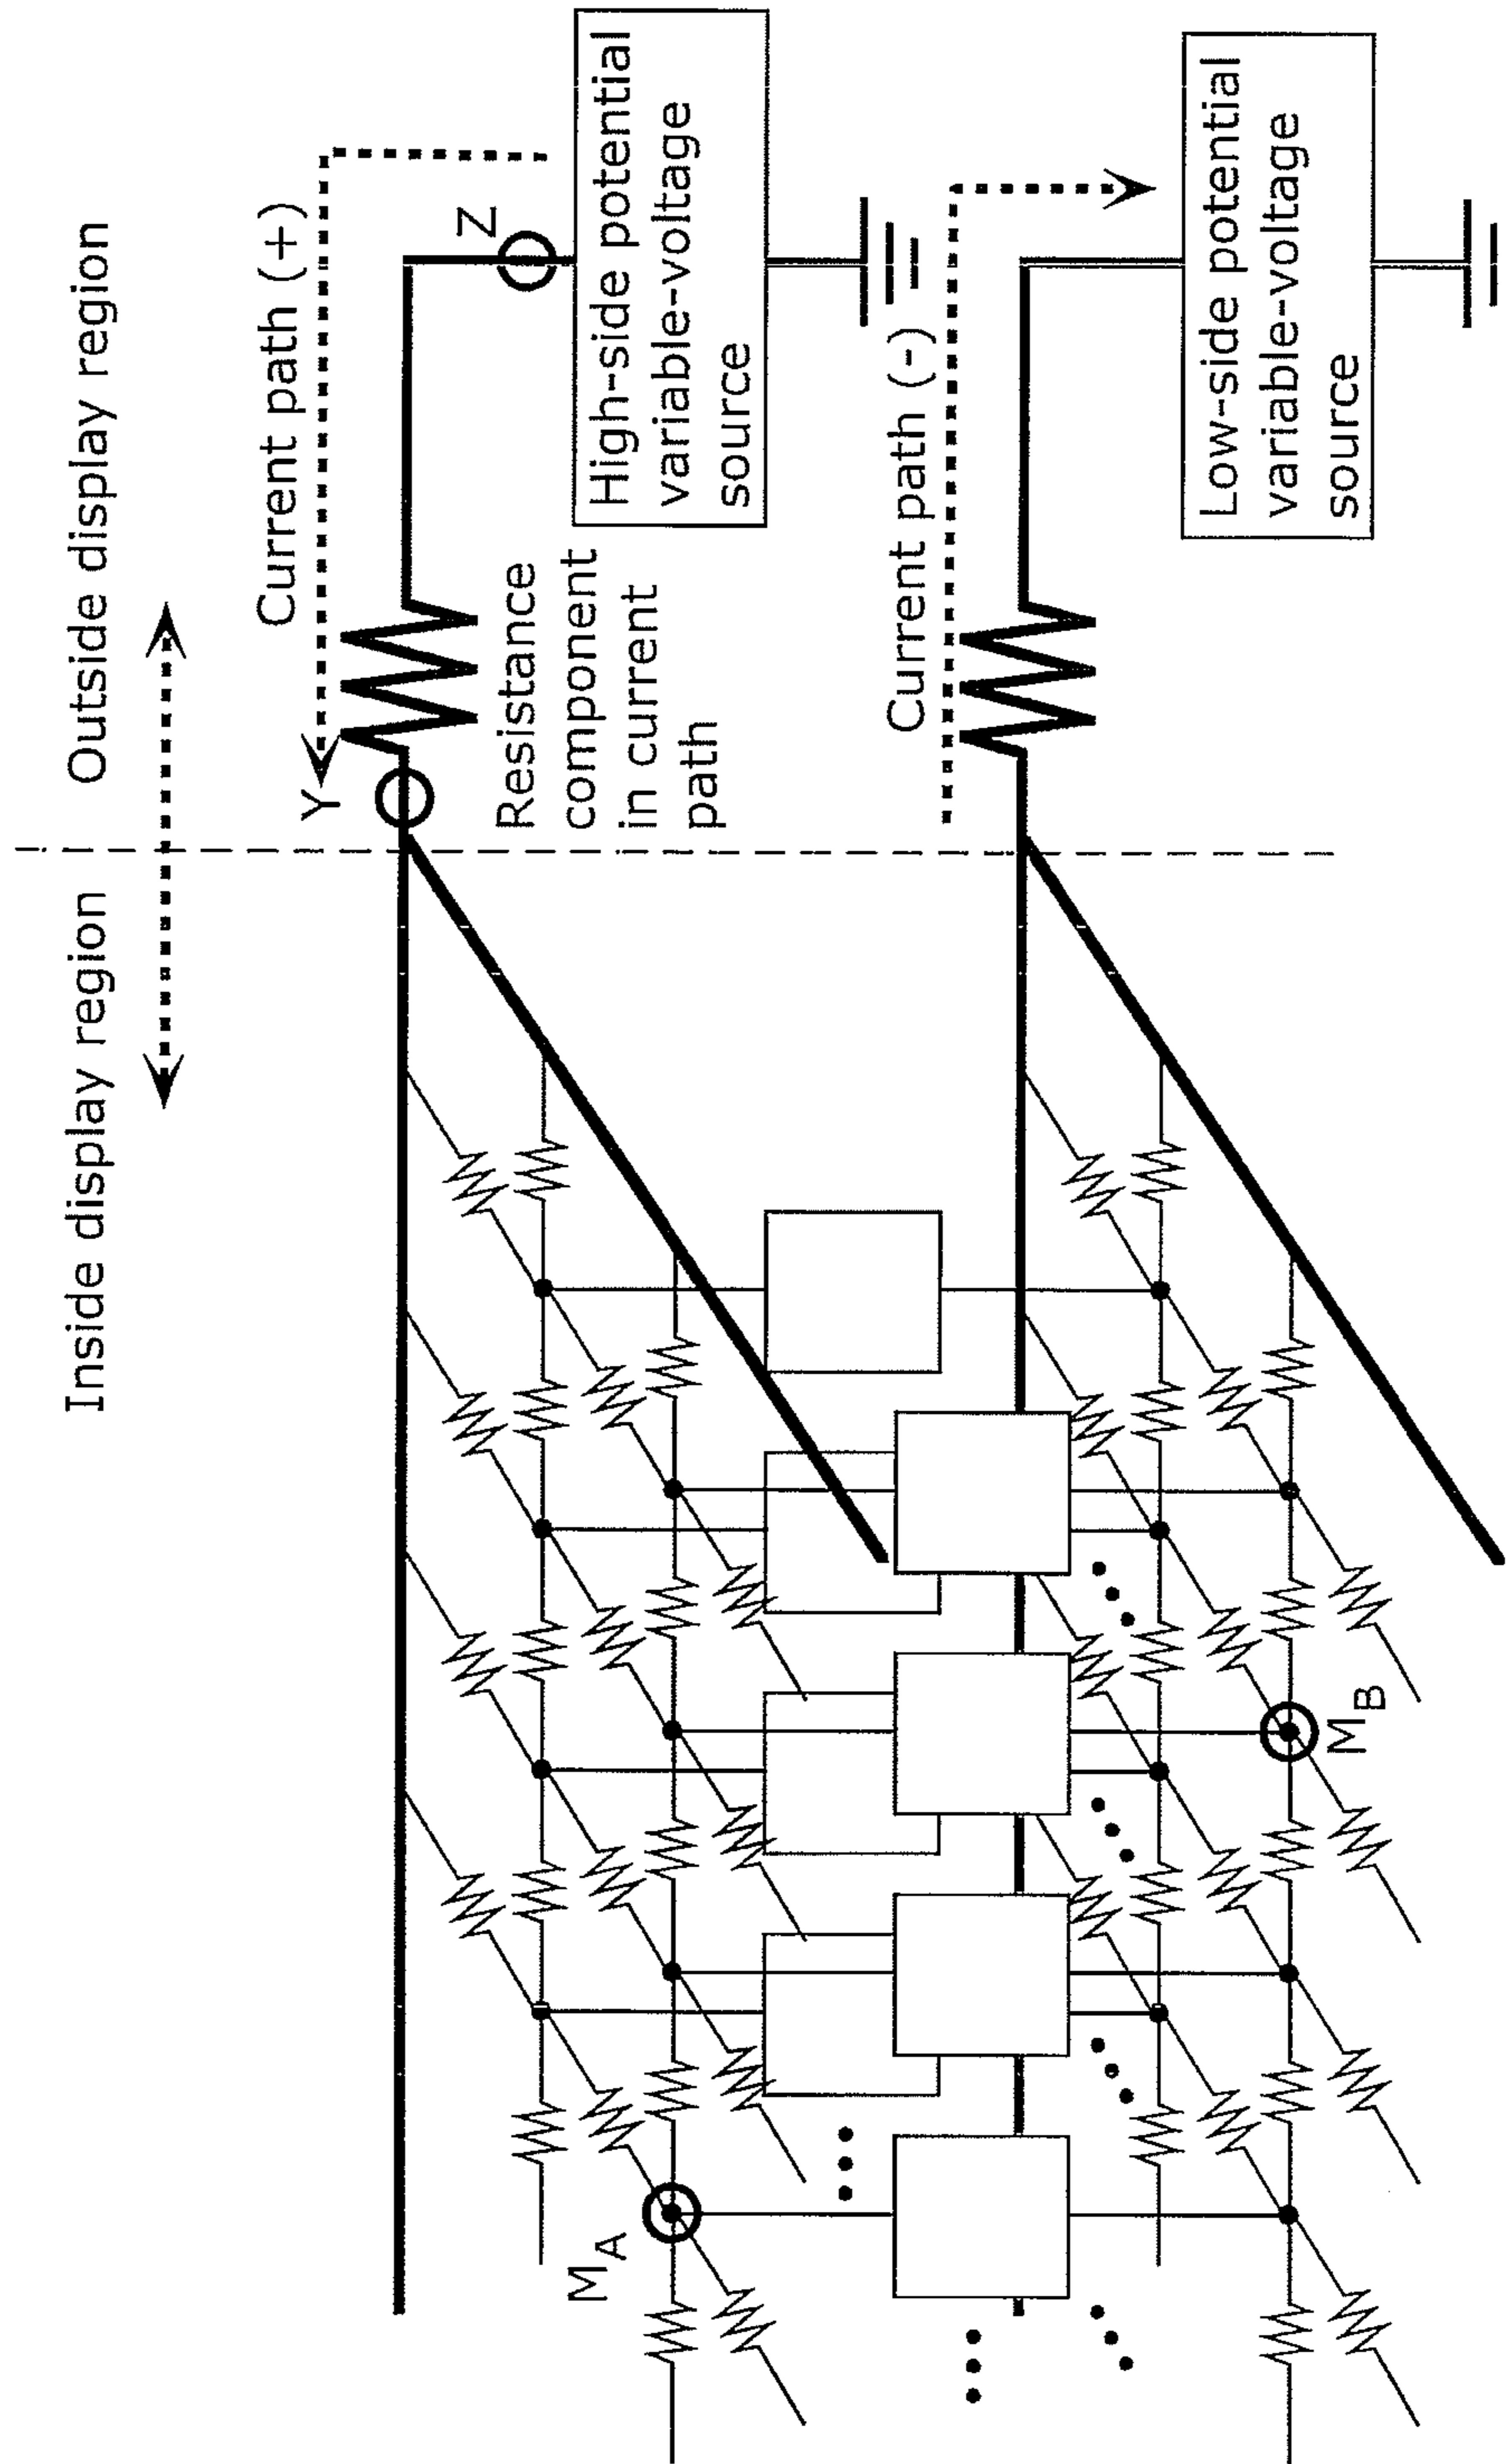 Inside display region
Outside display region
Current path (+)
Y
Z
Resistance
component
in current
path
High-side potential
variable-voltage
source
Current path (-)
Low-side potential
variable-voltage
source
M_A
M_B